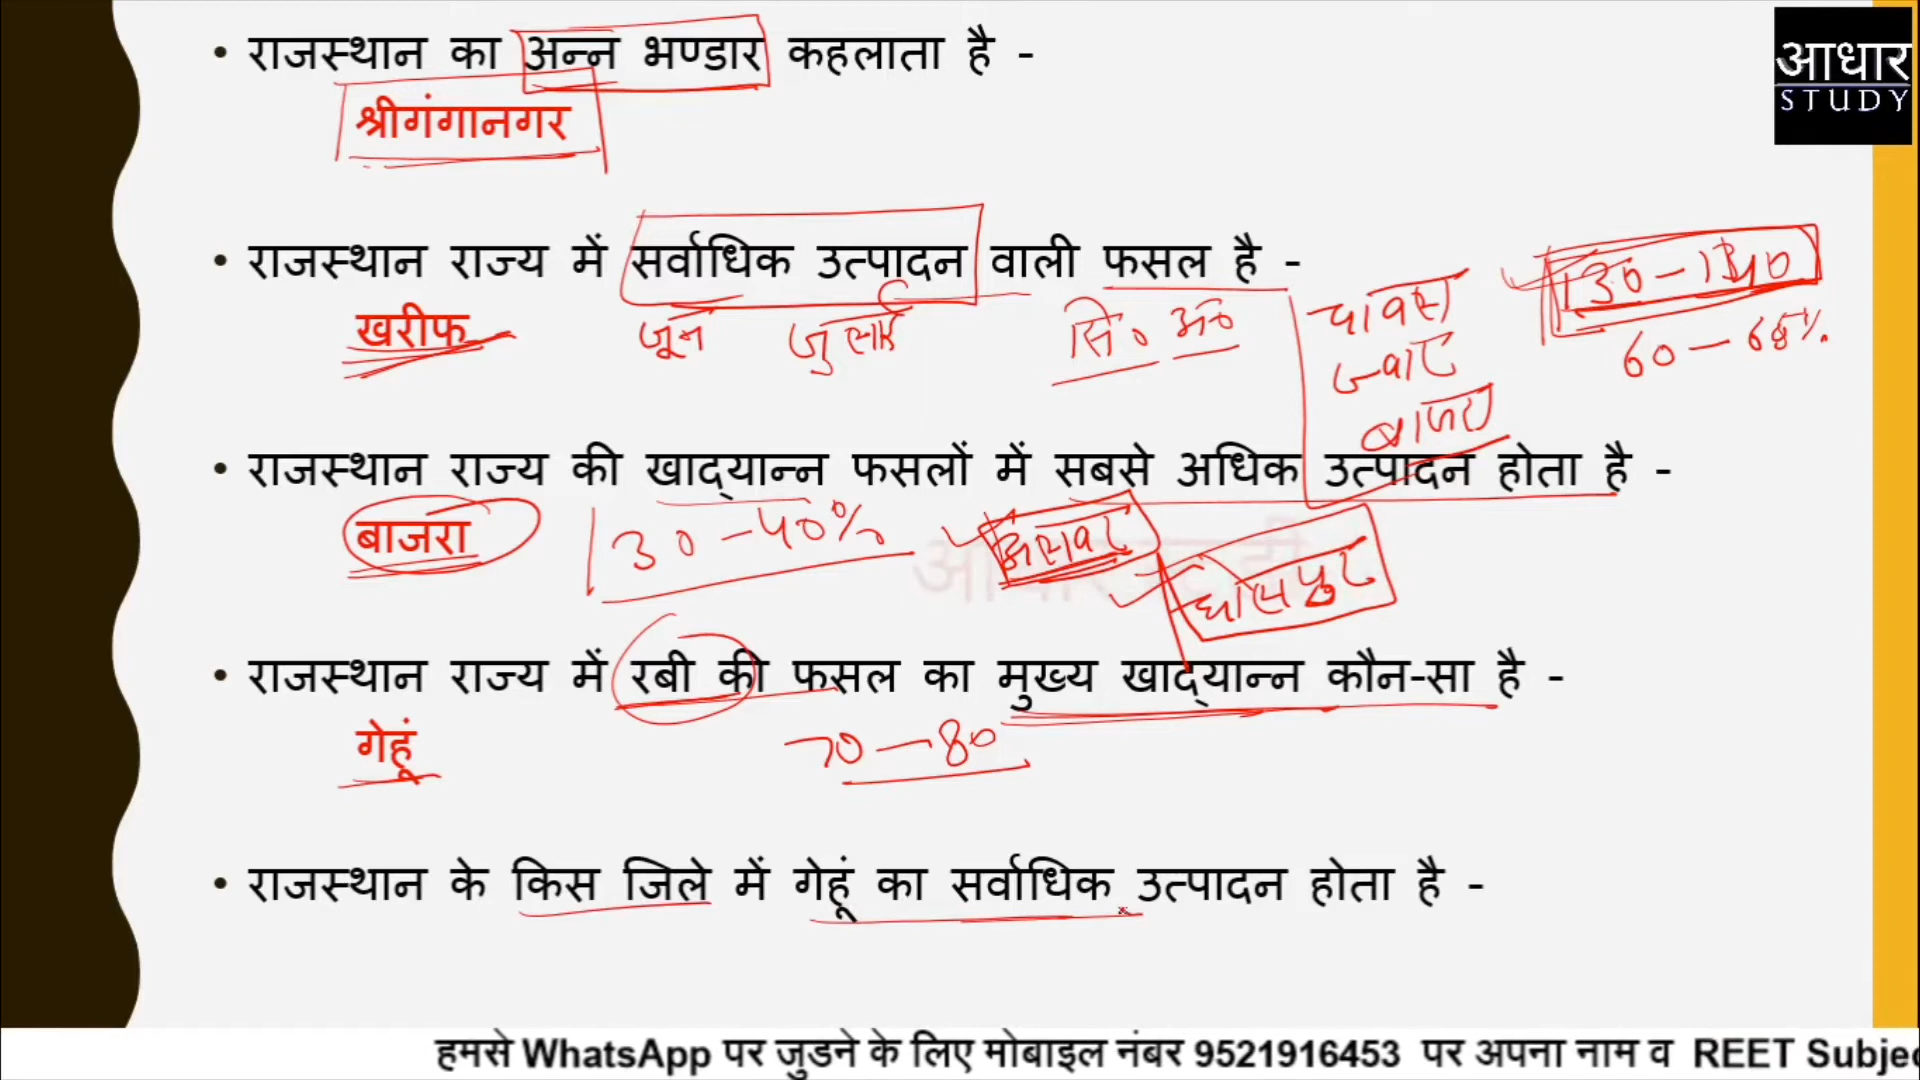 राजस्थान का अन्न भण्डार कहलाता है -
श्रीगंगानगर
आधार
STUDY
राजस्थान राज्य में सर्वाधिक उत्पादन वाली फसल है -
खरीफ
जून जुलाई सि० अ०
चावल
ज्वार
बाजरा
130-140
60-65%
राजस्थान राज्य की खाद्यान्न फसलों में सबसे अधिक उत्पादन होता है -
बाजरा
30-40%
राजस्थान राज्य में रबी की फसल का मुख्य खाद्यान्न कौन-सा है -
गेहूं
70-80
राजस्थान के किस जिले में गेहूं का सर्वाधिक उत्पादन होता है -
हमसे WhatsApp पर जुडने के लिए मोबाइल नंबर 9521916453 पर अपना नाम व REET Subjec